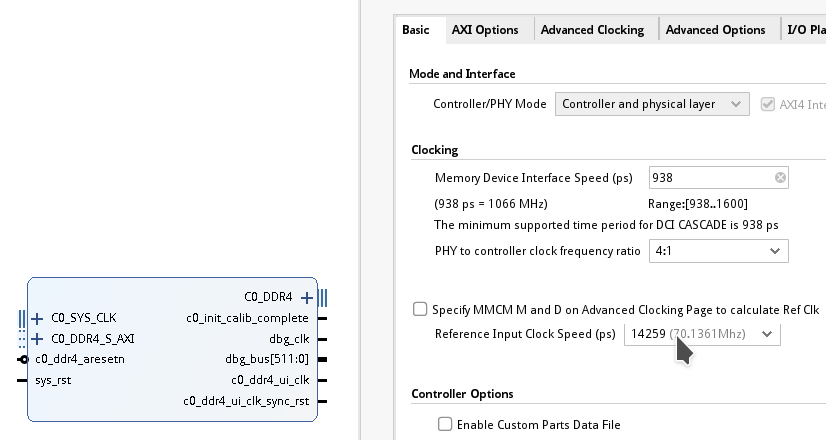 Basic
AXI Options
Advanced Clocking
Advanced Options
I/O Pla
Mode and Interface
Controller/PHY Mode
Controller and physical layer
AXI4 Inte
Clocking
Memory Device Interface Speed (ps)
938
(938 ps = 1066 MHz)
Range:[938..1600]
The minimum supported time period for DCI CASCADE is 938 ps
PHY to controller clock frequency ratio
4:1
Specify MMCM M and D on Advanced Clocking Page to calculate Ref Clk
Reference Input Clock Speed (ps)
14259 (70.1361Mhz)
Controller Options
Enable Custom Parts Data File
C0_DDR4
C0_SYS_CLK
c0_init_calib_complete
C0_DDR4_S_AXI
dbg_clk
c0_ddr4_aresetn
dbg_bus[511:0]
sys_rst
c0_ddr4_ui_clk
c0_ddr4_ui_clk_sync_rst